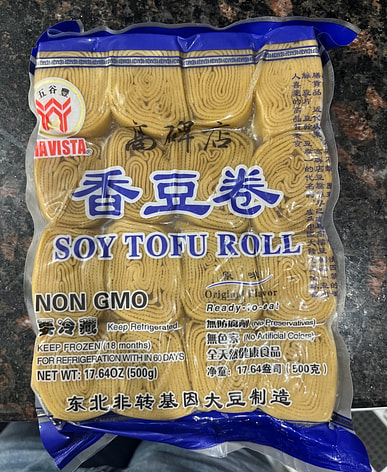 五谷豐
NAVISTA
高碑店
香豆卷
SOY TOFU ROLL
原味
Original Flavor
NON GMO
Ready-to-eat
要冷藏 Keep Refrigerated
無防腐劑 (No Preservatives)
KEEP FROZEN (18 months)
無色素 (No Artificial Colors)
FOR REFRIGERATION WITHIN 60 DAYS
全天然健康食品
NET WT: 17.64OZ (500g)
净重: 17.64盎司 (500克)
东北非转基因大豆制造